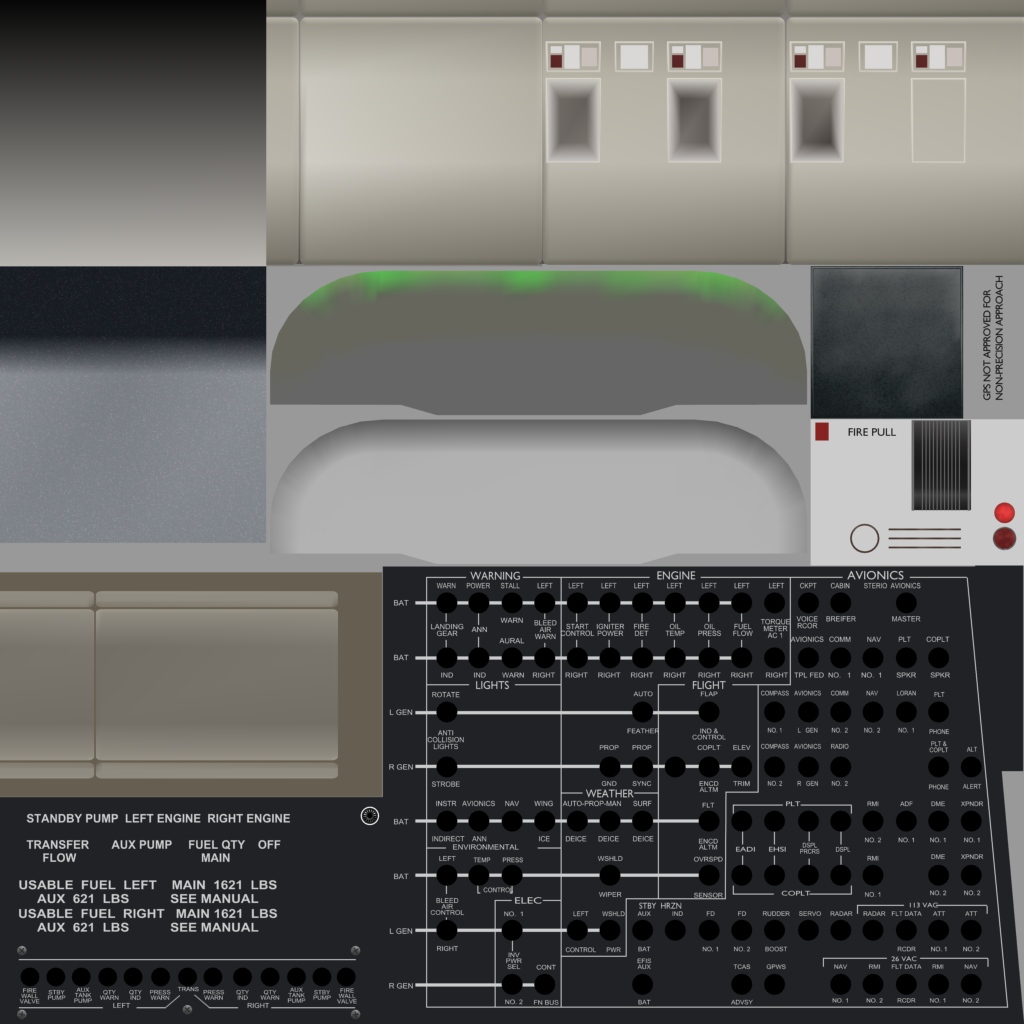 GPS NOT APPROVED FOR
NON-PRECISION APPROACH
FIRE PULL
STANDBY PUMP LEFT ENGINE RIGHT ENGINE
TRANSFER FLOW AUX PUMP FUEL QTY MAIN OFF
USABLE FUEL LEFT MAIN 1621 LBS
AUX 621 LBS SEE MANUAL
USABLE FUEL RIGHT MAIN 1621 LBS
AUX 621 LBS SEE MANUAL
FIRE WALL VALVE STBY PUMP AUX TANK PUMP QTY WARN QTY IND PRESS WARN TRANS PRESS WARN QTY IND QTY WARN AUX TANK PUMP STBY PUMP FIRE WALL VALVE
LEFT RIGHT
WARNING ENGINE AVIONICS
WARN POWER STALL LEFT LEFT LEFT LEFT LEFT LEFT LEFT LEFT CKPT CABIN STERIO AVIONICS
BAT
LANDING GEAR ANN WARN AURAL BLEED AIR WARN START CONTROL IGNITER POWER FIRE DET OIL TEMP OIL PRESS FUEL FLOW TORQUE METER AC 1 VOICE RCOR BREIFER MASTER
AVIONICS COMM NAV PLT COPLT
BAT
IND IND WARN RIGHT RIGHT RIGHT RIGHT RIGHT RIGHT RIGHT RIGHT TPL FED NO. 1 NO. 1 SPKR SPKR
LIGHTS FLIGHT
ROTATE AUTO FLAP COMPASS AVIONICS COMM NAV LORAN PLT
L GEN
ANTI COLLISION LIGHTS FEATHER IND & CONTROL NO. 1 L GEN NO. 2 NO. 2 NO. 1 PHONE
PROP PROP COPLT ELEV COMPASS AVIONICS RADIO PLT & COPLT ALT
R GEN
STROBE GND SYNC ENCD ALTM TRIM NO. 2 R GEN NO. 2 PHONE ALERT
WEATHER
INSTR AVIONICS NAV WING AUTO-PROP-MAN SURF FLT PLT RMI ADF DME XPNDR
BAT
INDIRECT ANN ICE DEICE DEICE DEICE ENCD ALTM EADI EHSI DSPL PRCRS DSPL NO. 2 NO. 1 NO. 1 NO. 1
ENVIRONMENTAL
LEFT TEMP PRESS WSHLD OVRSPD RMI DME XPNDR
BAT
BLEED AIR CONTROL CONTROL WIPER SENSOR COPLT NO. 1 NO. 2 NO. 2
ELEC STBY HRZN 113 VAC
NO. 1 LEFT WSHLD AUX IND FD FD RUDDER SERVO RADAR RADAR FLT DATA ATT ATT
L GEN
RIGHT INV PWR SEL CONTROL PWR BAT NO. 1 NO. 2 BOOST RCDR NO. 1 NO. 2
26 VAC
CONT EFIS AUX TCAS GPWS NAV RMI FLT DATA RMI NAV
R GEN
NO. 2 FN BUS BAT ADVSY NO. 1 NO. 2 RCDR NO. 1 NO. 2